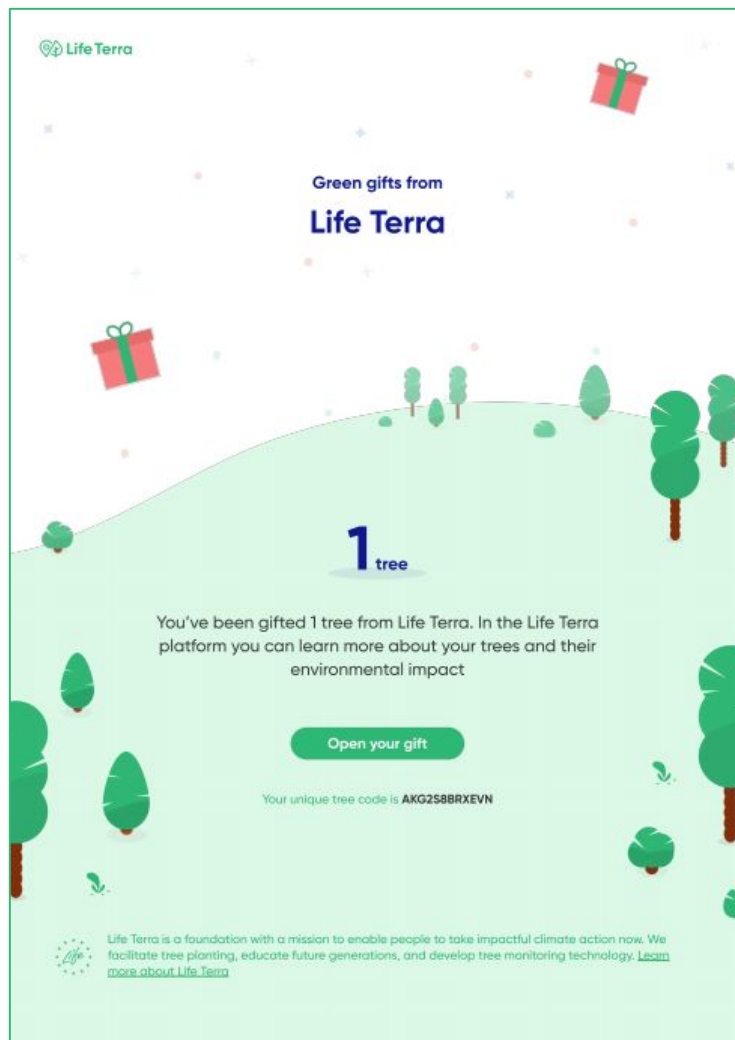 Life Terra
Green gifts from
Life Terra
1 tree
You've been gifted 1 tree from Life Terra. In the Life Terra
platform you can learn more about your trees and their
environmental impact
Open your gift
Your unique tree code is AKG2S8BRXEVN
Life Terra is a foundation with a mission to enable people to take impactful climate action now. We
facilitate tree planting, educate future generations, and develop tree monitoring technology. Learn
more about Life Terra
Life